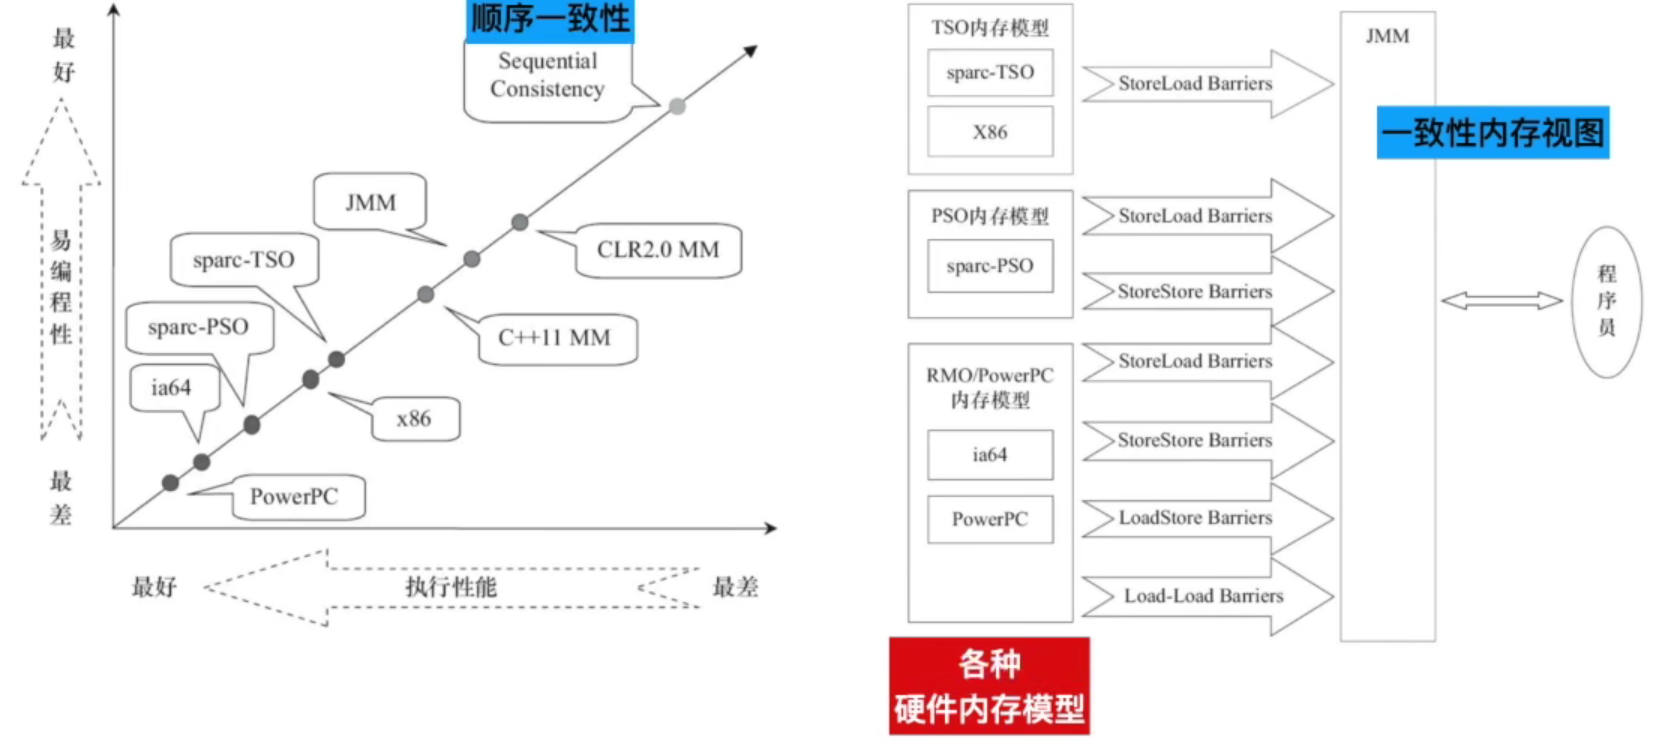 最
好
易
编
程
性
最
差
顺序一致性
Sequential
Consistency
JMM
CLR2.0 MM
sparc-TSO
C++11 MM
sparc-PSO
ia64
x86
PowerPC
最好
执行性能
最差
TSO内存模型
sparc-TSO
X86
StoreLoad Barriers
PSO内存模型
sparc-PSO
StoreLoad Barriers
StoreStore Barriers
RMO/PowerPC
内存模型
ia64
PowerPC
StoreLoad Barriers
StoreStore Barriers
LoadStore Barriers
Load-Load Barriers
JMM
一致性内存视图
程
序
员
各种
硬件内存模型